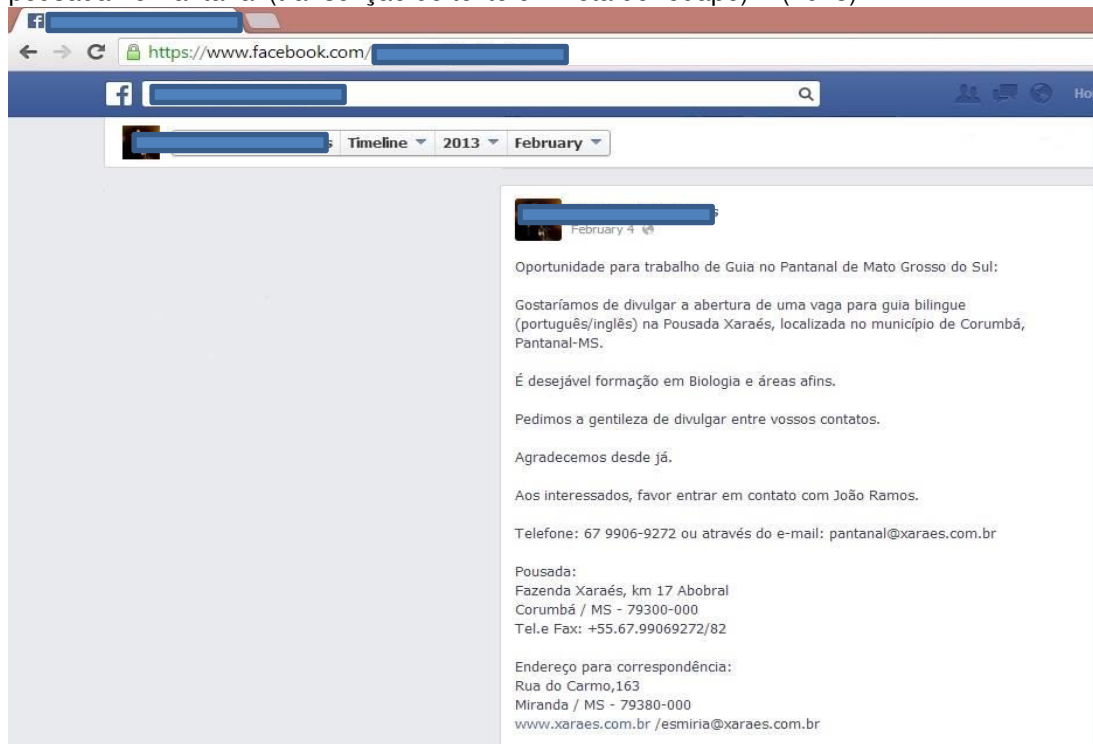 https://www.facebook.com/
Timeline 2013 February
February 4
Oportunidade para trabalho de Guia no Pantanal de Mato Grosso do Sul:
Gostaríamos de divulgar a abertura de uma vaga para guia bilingue
(português/inglês) na Pousada Xaraés, localizada no município de Corumbá,
Pantanal-MS.
É desejável formação em Biologia e áreas afins.
Pedimos a gentileza de divulgar entre vossos contatos.
Agradecemos desde já.
Aos interessados, favor entrar em contato com João Ramos.
Telefone: 67 9906-9272 ou através do e-mail: pantanal@xaraes.com.br
Pousada:
Fazenda Xaraés, km 17 Abobral
Corumbá / MS - 79300-000
Tel.e Fax: +55.67.99069272/82
Endereço para correspondência:
Rua do Carmo,163
Miranda / MS - 79380-000
www.xaraes.com.br /esmiria@xaraes.com.br